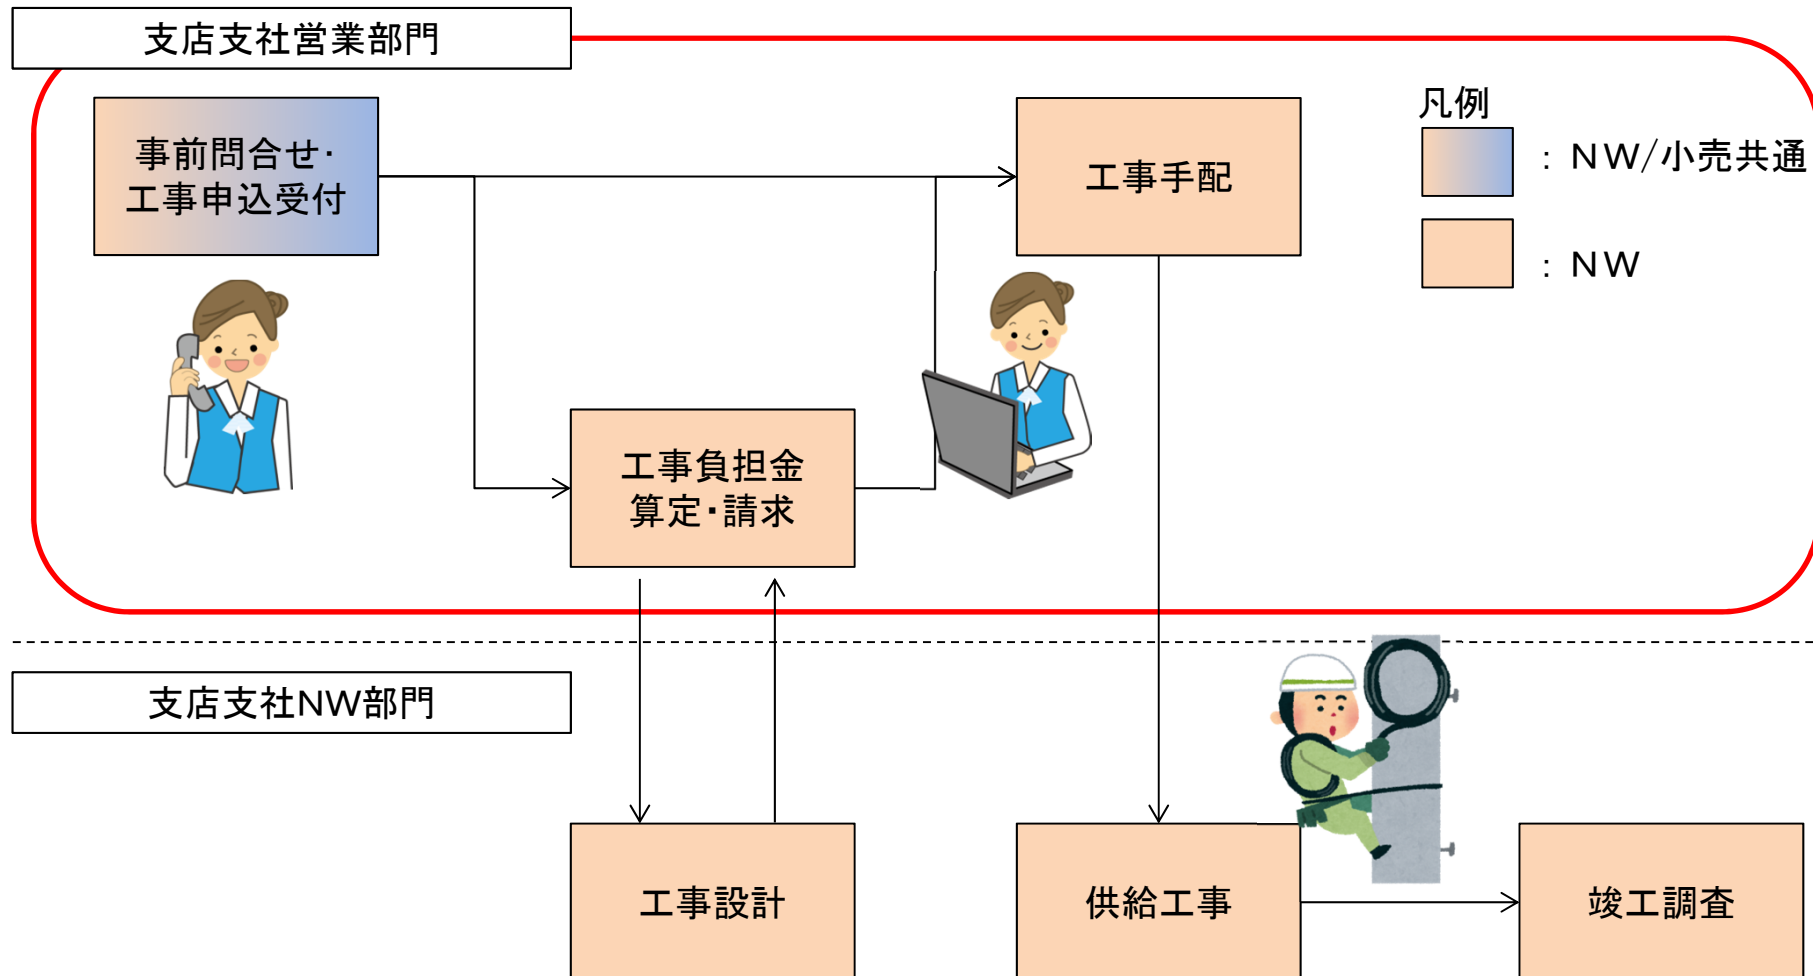 支店支社営業部門
事前問合せ・
工事申込受付
工事手配
凡例
：ＮＷ/小売共通
：ＮＷ
工事負担金
算定・請求
支店支社NW部門
工事設計
供給工事
竣工調査